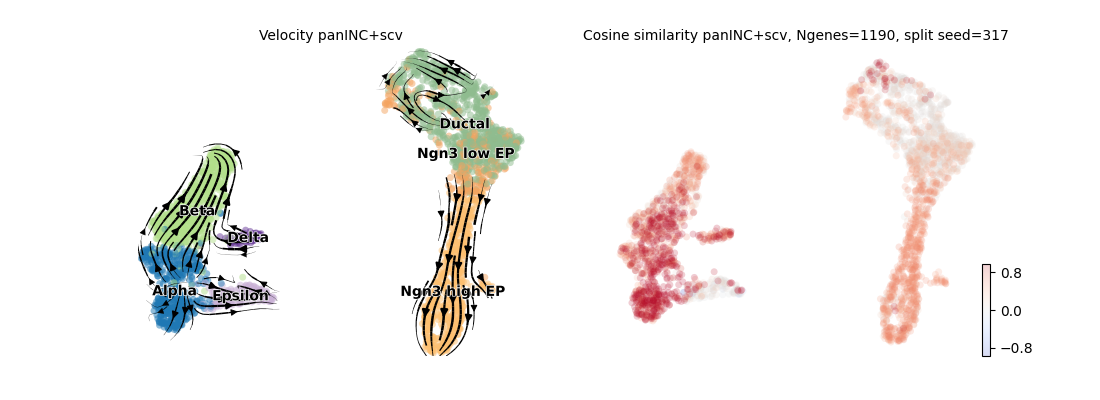 Velocity panINC+scv
Cosine similarity panINC+scv, Ngenes=1190, split seed=317
Ductal
Ngn3 low EP
Beta
Delta
Alpha
Epsilon
Ngn3 high EP
0.8
0.0
−0.8